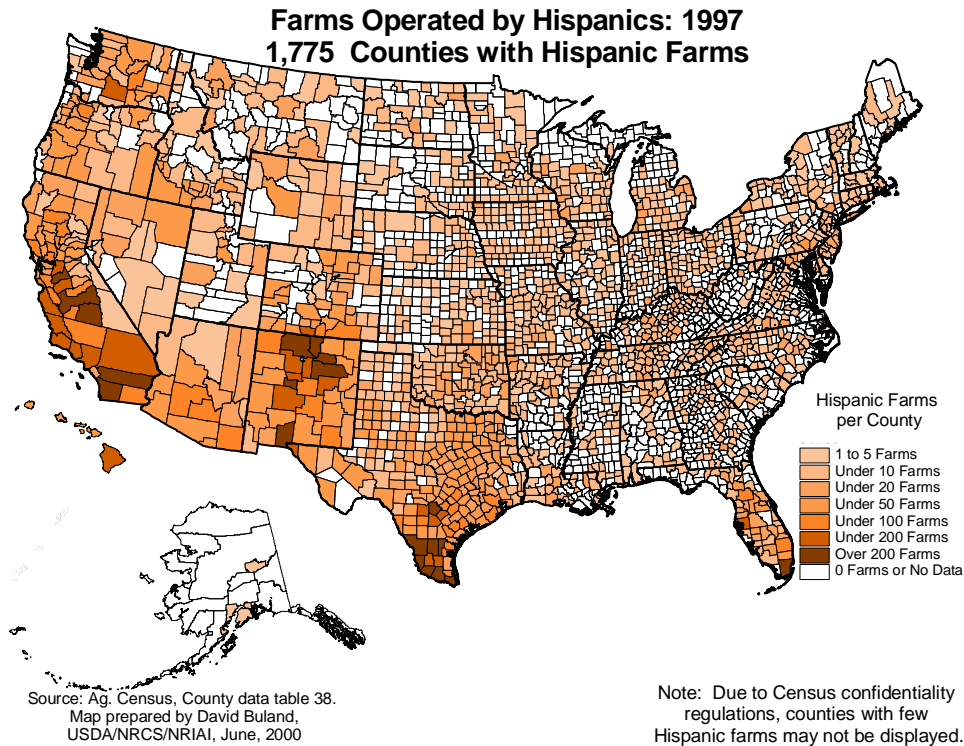 Farms Operated by Hispanics: 1997
1,775 Counties with Hispanic Farms
Hispanic Farms
per County
1 to 5 Farms
Under 10 Farms
Under 20 Farms
Under 50 Farms
Under 100 Farms
Under 200 Farms
Over 200 Farms
0 Farms or No Data
Source: Ag. Census, County data table 38.
Map prepared by David Buland,
USDA/NRCS/NRIAI, June, 2000
Note: Due to Census confidentiality
regulations, counties with few
Hispanic farms may not be displayed.